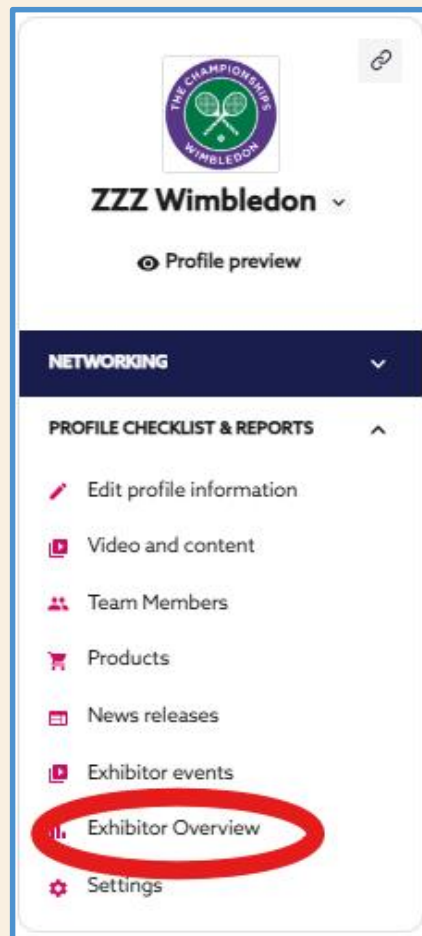 THE CHAMPIONSHIPS
WIMBLEDON
ZZZ Wimbledon
Profile preview
NETWORKING
PROFILE CHECKLIST & REPORTS
Edit profile information
Video and content
Team Members
Products
News releases
Exhibitor events
Exhibitor Overview
Settings